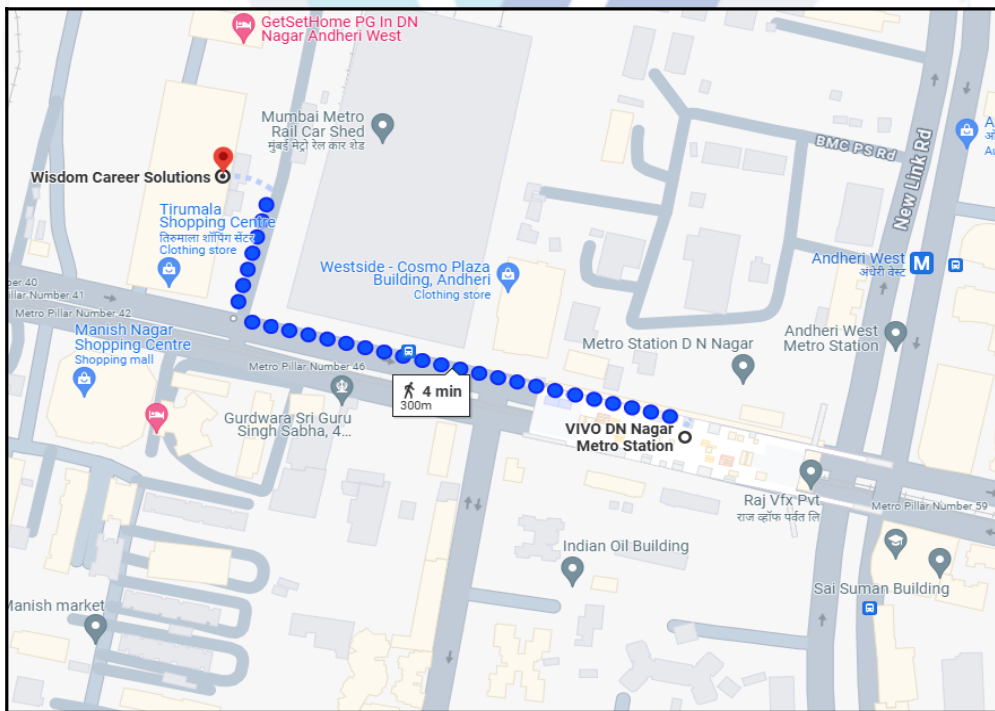 GetSetHome PG In DN
Nagar Andheri West
Mumbai Metro
Rail Car Shed
मुंबई मेट्रो रेल कार शेड
BMC PS Rd
New Link Rd
Wisdom Career Solutions
Tirumala
Shopping Centre
तिरुमाला शॉपिंग सेंटर
Clothing store
Westside - Cosmo Plaza
Building, Andheri
Clothing store
Andheri West
अंधेरी वेस्ट
M
Pillar Number 41
Metro Pillar Number 42
Manish Nagar
Shopping Centre
Shopping mall
Metro Station D N Nagar
Andheri West
Metro Station
Metro Pillar Number 46
4 min
300m
Gurdwara Sri Guru
Singh Sabha, 4...
VIVO DN Nagar
Metro Station
Raj Vfx Pvt
राज व्हॉफ पर्वत लि
Metro Pillar Number 59
Indian Oil Building
Sai Suman Building
Manish market